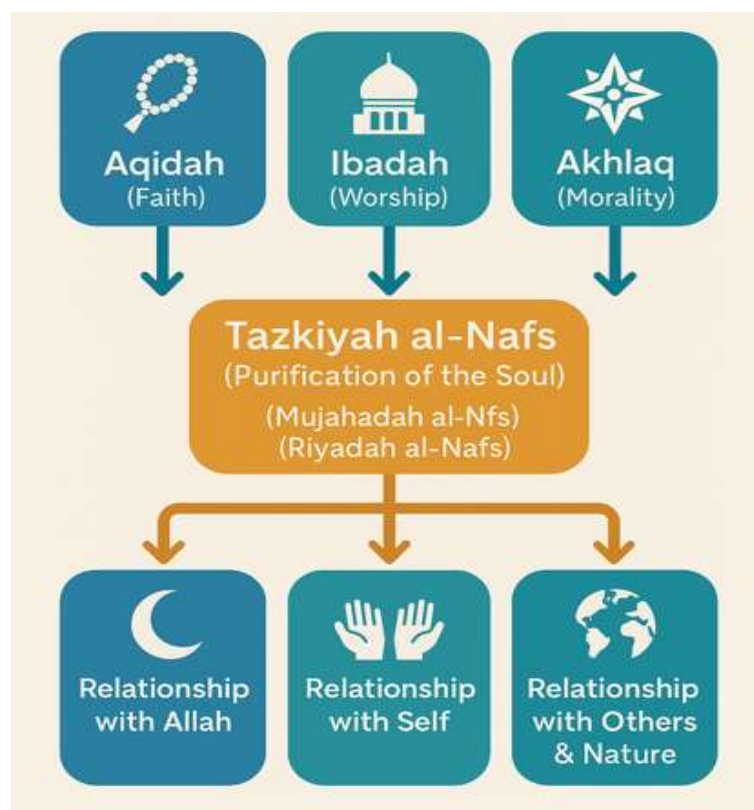 Aqidah
(Faith)
Ibadah
(Worship)
Akhlaq
(Morality)
Tazkiyah al-Nafs
(Purification of the Soul)
(Mujahadah al-Nfs)
(Riyadah al-Nafs)
Relationship
with Allah
Relationship
with Self
Relationship
with Others
& Nature